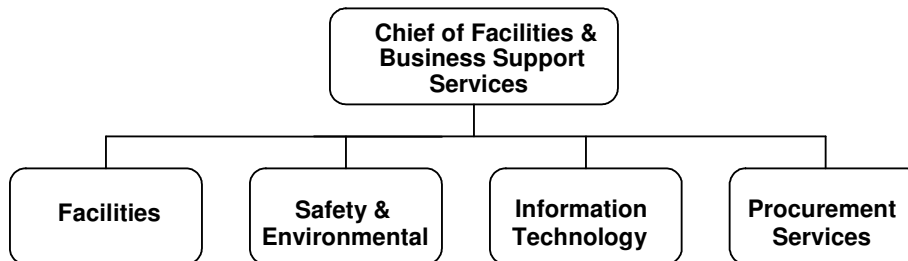 Chief of Facilities &
Business Support
Services
Facilities
Safety &
Environmental
Information
Technology
Procurement
Services